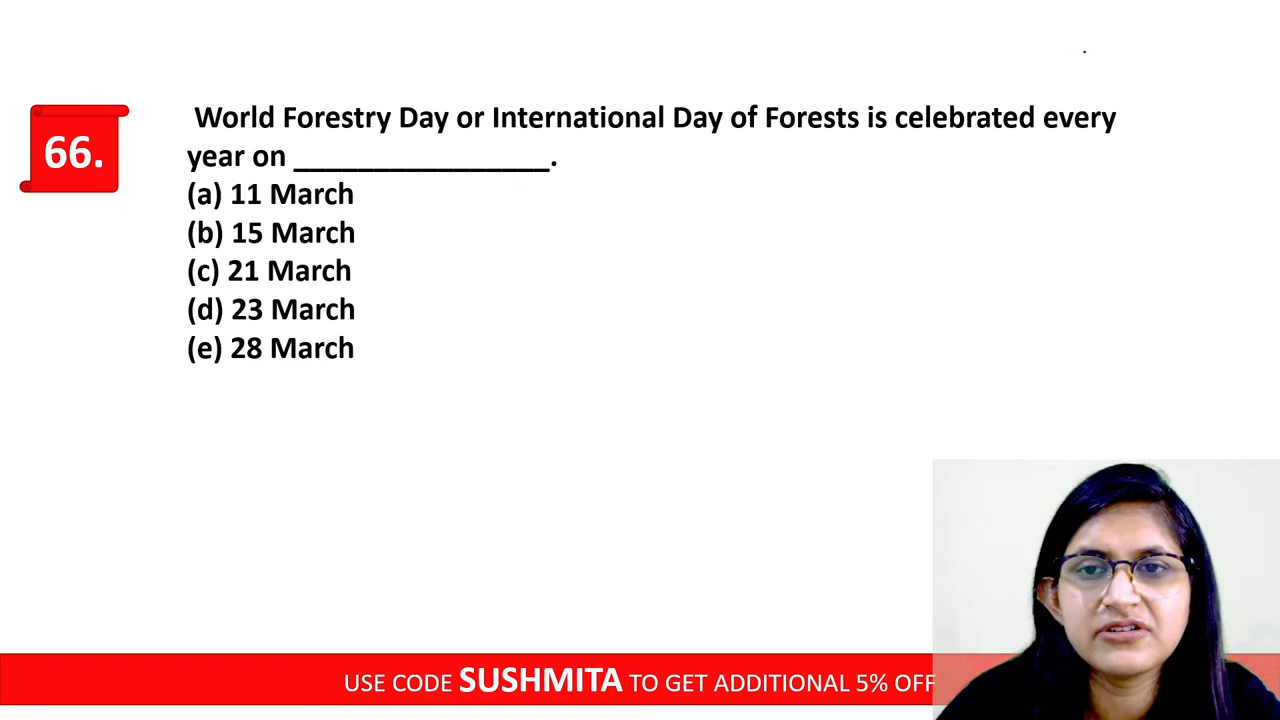 66.
World Forestry Day or International Day of Forests is celebrated every
year on ________________.
(a) 11 March
(b) 15 March
(c) 21 March
(d) 23 March
(e) 28 March
USE CODE SUSHMITA TO GET ADDITIONAL 5% OFF